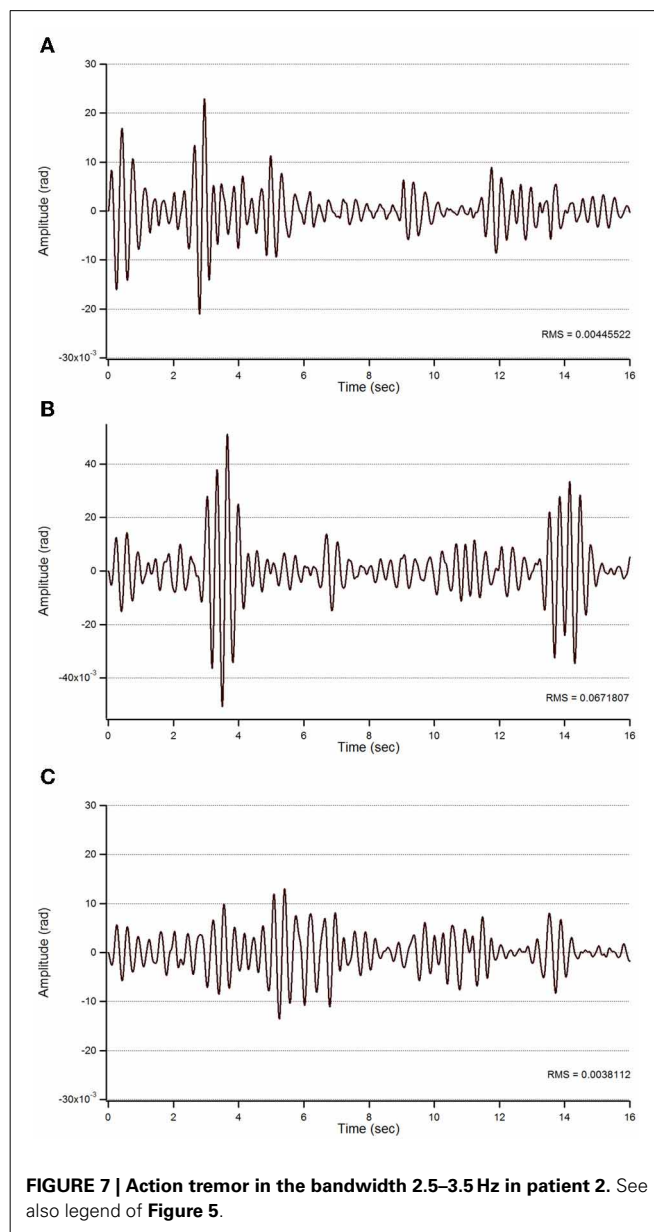 A
30
20
10
0
-10
-20
-30x10⁻³
Amplitude (rad)
RMS = 0.00445522
0 2 4 6 8 10 12 14 16
Time (sec)
B
40
20
0
-20
-40x10⁻³
Amplitude (rad)
RMS = 0.0671807
0 2 4 6 8 10 12 14 16
Time (sec)
C
30
20
10
0
-10
-20
-30x10⁻³
Amplitude (rad)
RMS = 0.0038112
0 2 4 6 8 10 12 14 16
Time (sec)
FIGURE 7 | Action tremor in the bandwidth 2.5–3.5 Hz in patient 2. See
also legend of Figure 5.